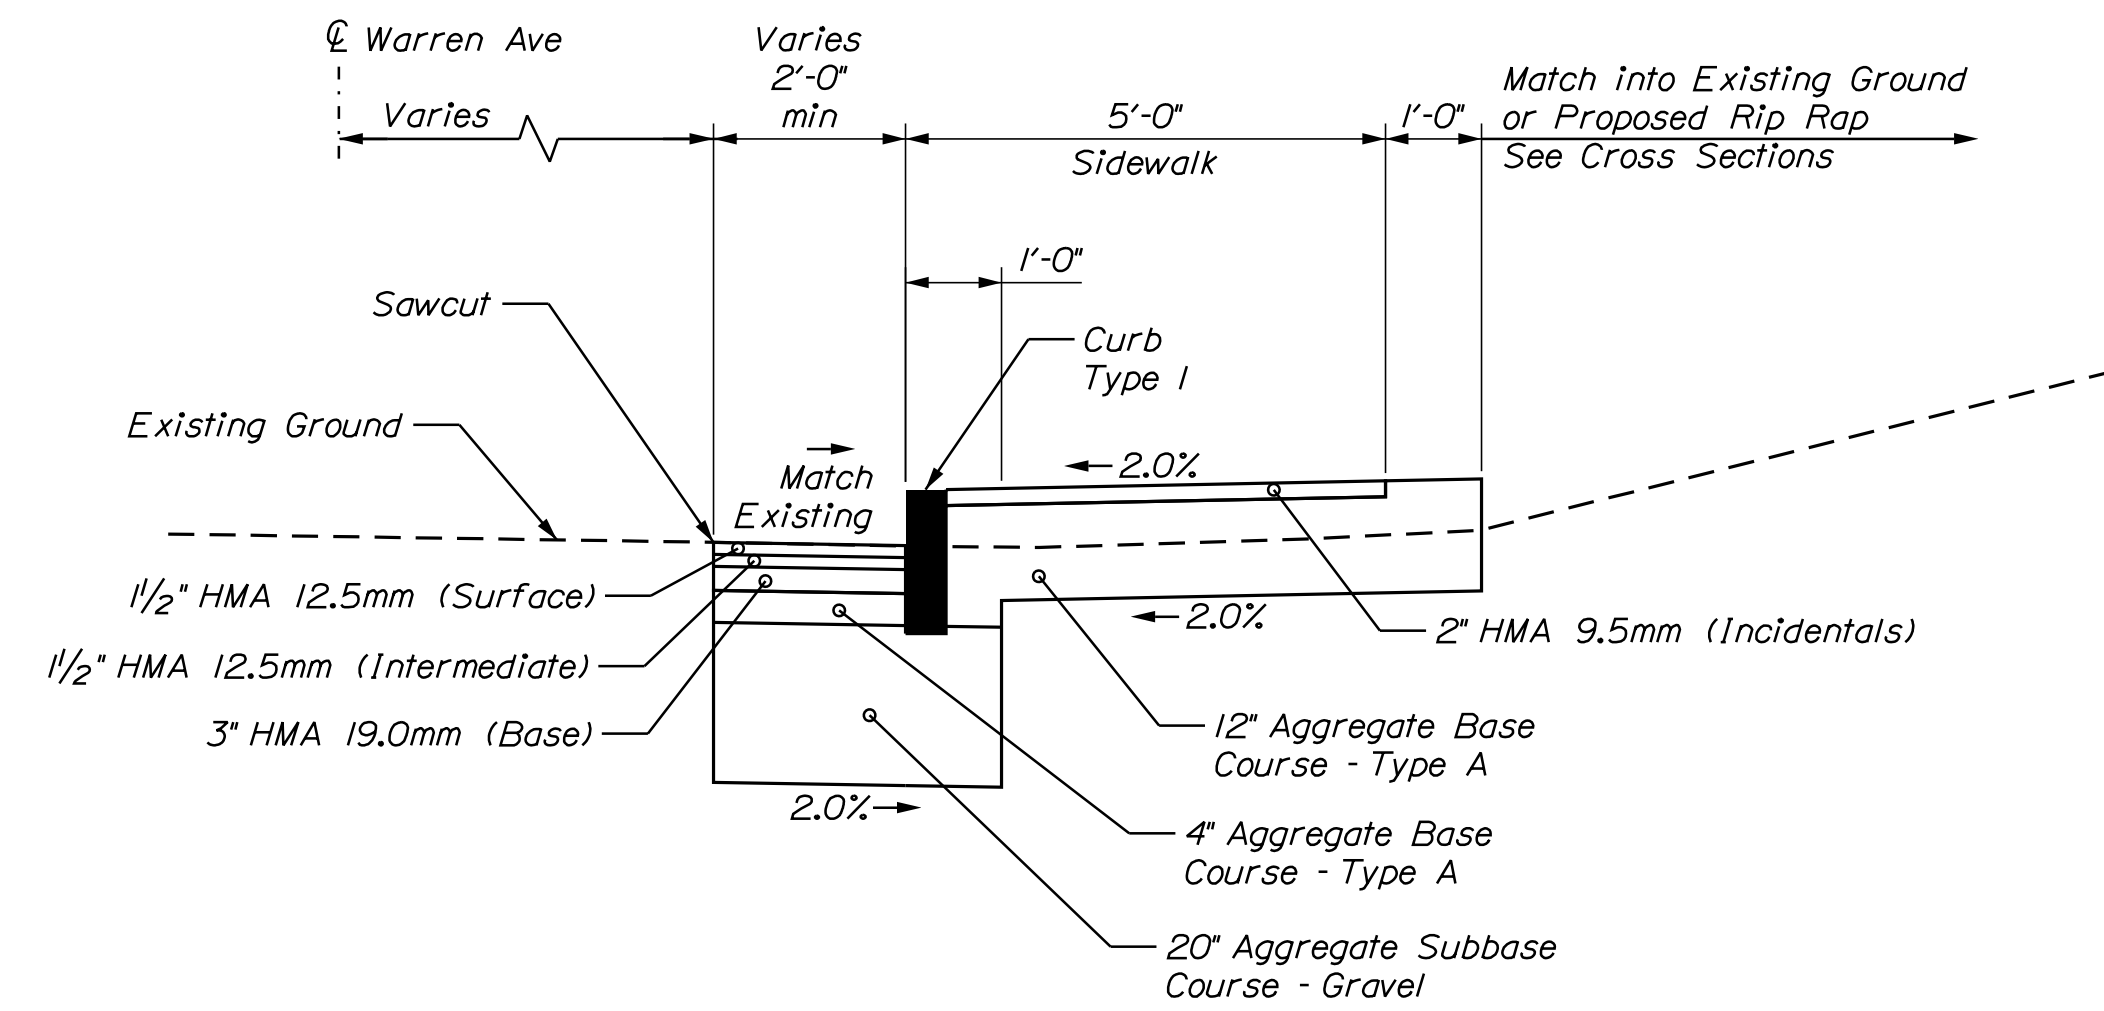 ℄ Warren Ave
Varies
Varies
2'-0"
min
5'-0"
Sidewalk
1'-0"
Match into Existing Ground
or Proposed Rip Rap
See Cross Sections
1'-0"
Sawcut
Curb
Type 1
Existing Ground
Match
Existing
2.0%
1½" HMA 12.5mm (Surface)
2.0%
2" HMA 9.5mm (Incidentals)
1½" HMA 12.5mm (Intermediate)
3" HMA 19.0mm (Base)
12" Aggregate Base
Course - Type A
2.0%
4" Aggregate Base
Course - Type A
20" Aggregate Subbase
Course - Gravel